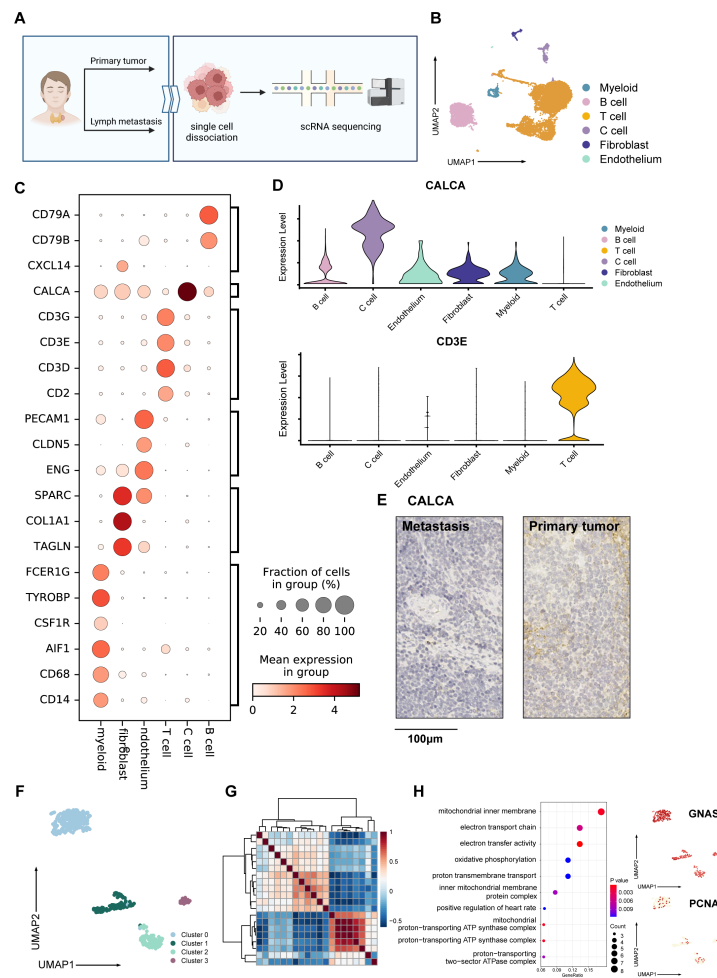 A
Primary tumor
Lymph metastasis
single cell
dissociation
scRNA sequencing
B
UMAP2
UMAP1
Myeloid
B cell
T cell
C cell
Fibroblast
Endothelium
C
CD79A
CD79B
CXCL14
CALCA
CD3G
CD3E
CD3D
CD2
PECAM1
CLDN5
ENG
SPARC
COL1A1
TAGLN
FCER1G
TYROBP
CSF1R
AIF1
CD68
CD14
myeloid
fibroblast
ndothelium
T cell
C cell
B cell
Fraction of cells
in group (%)
20 40 60 80 100
Mean expression
in group
0 2 4
D
CALCA
Expression Level
B cell
C cell
Endothelium
Fibroblast
Myeloid
T cell
Myeloid
B cell
T cell
C cell
Fibroblast
Endothelium
CD3E
Expression Level
B cell
C cell
Endothelium
Fibroblast
Myeloid
T cell
E CALCA
Metastasis
Primary tumor
100μm
F
UMAP2
UMAP1
Cluster 0
Cluster 1
Cluster 2
Cluster 3
G
1
0.5
0
−0.5
H
mitochondrial inner membrane
electron transport chain
electron transfer activity
oxidative phosphorylation
proton transmembrane transport
inner mitochondrial membrane
protein complex
positive regulation of heart rate
mitochondrial
proton−transporting ATP synthase complex
proton−transporting ATP synthase complex
proton−transporting
two−sector ATPase complex
0.06 0.09 0.12 0.15
GeneRatio
P value
0.003
0.006
0.009
Count
3
4
5
6
7
8
GNAS
UMAP2
UMAP1
PCNA
UMAP2
UMAP1